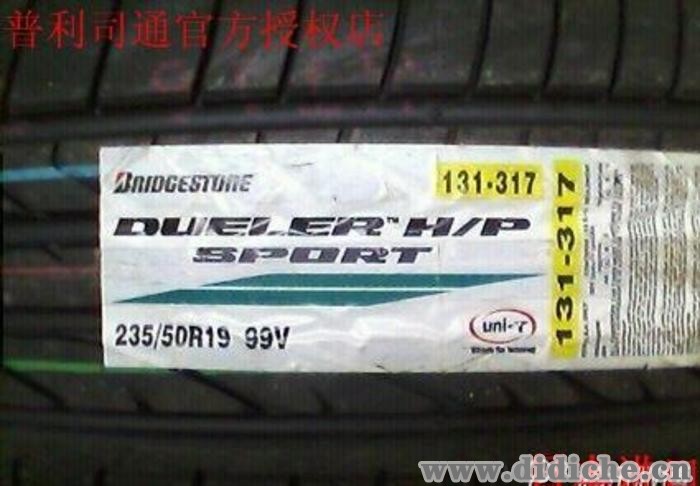 普利司通官方授权店
BRIDGESTONE
131-317
DUELER™ H/P
SPORT
235/50R19 99V
uni-T
131-317
www.didiche.cn